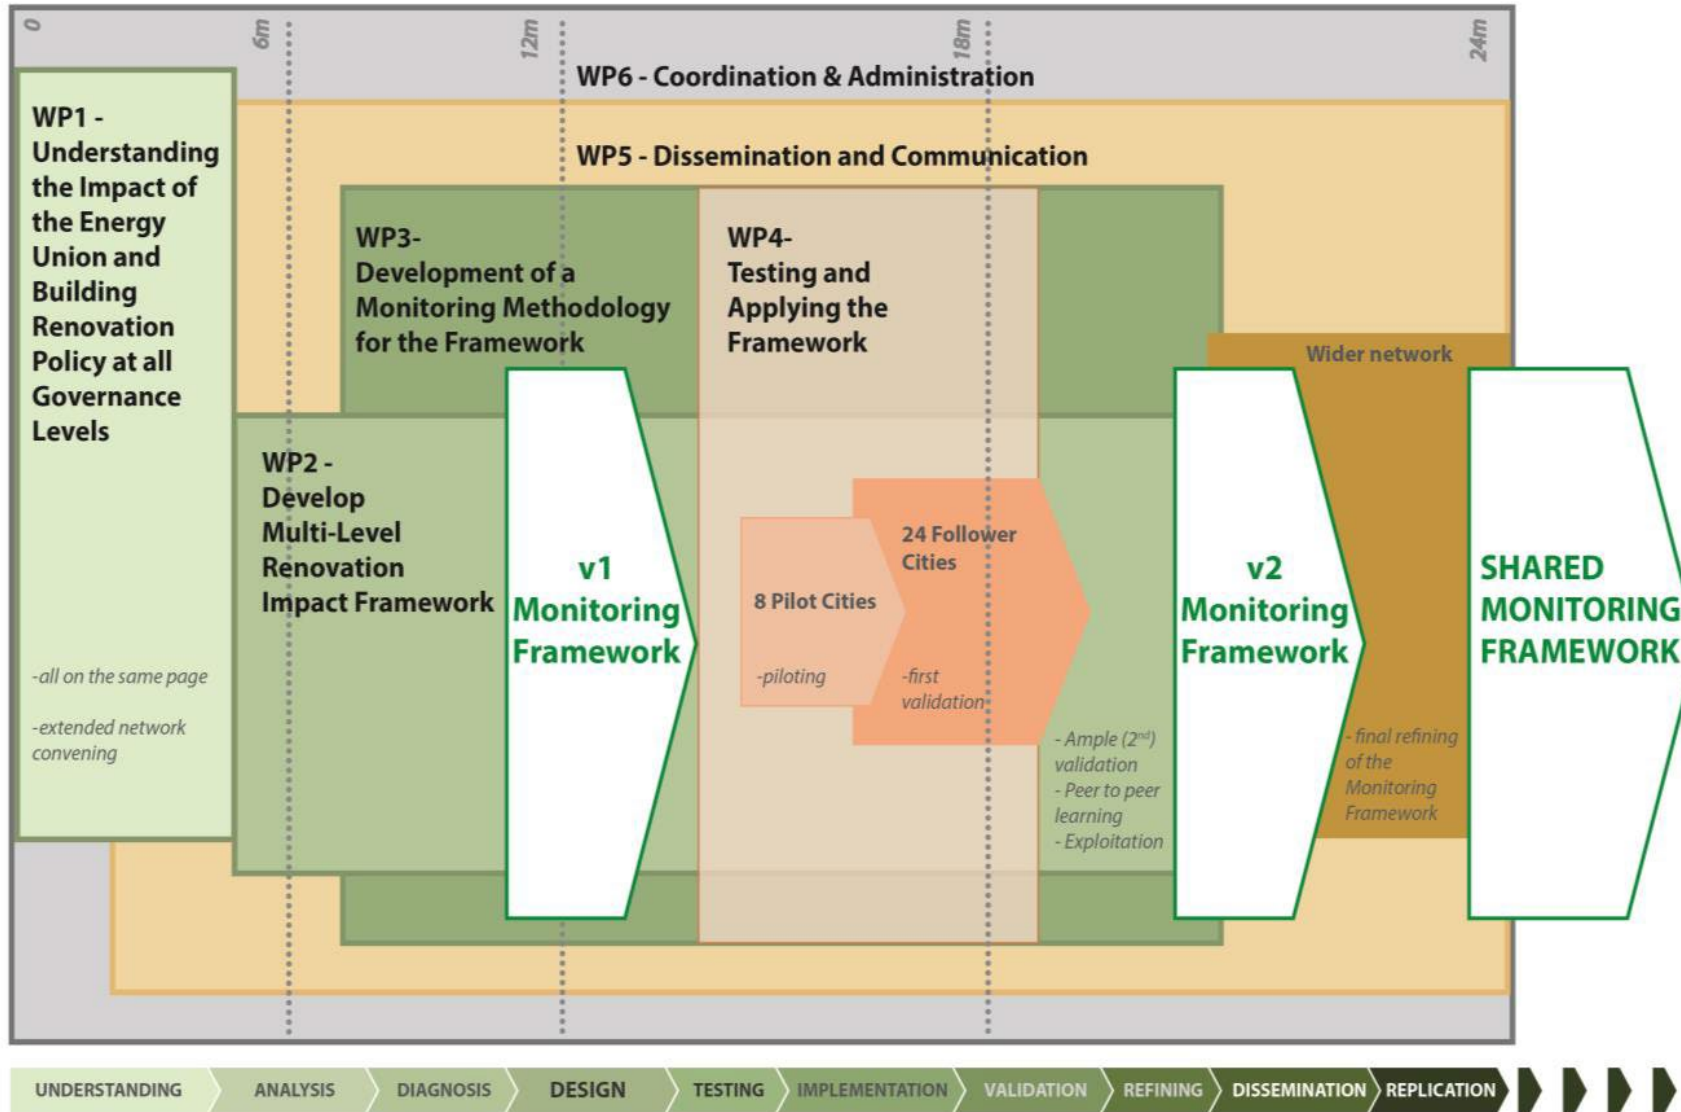 0
6m
12m
18m
24m
WP6 - Coordination & Administration
WP1 -
Understanding
the Impact of
the Energy
Union and
Building
Renovation
Policy at all
Governance
Levels
-all on the same page
-extended network
convening
WP5 - Dissemination and Communication
WP3-
Development of a
Monitoring Methodology
for the Framework
WP4-
Testing and
Applying the
Framework
WP2 -
Develop
Multi-Level
Renovation
Impact Framework
v1
Monitoring
Framework
8 Pilot Cities
-piloting
24 Follower
Cities
-first
validation
- Ample (2nd)
validation
- Peer to peer
learning
- Exploitation
v2
Monitoring
Framework
Wider network
- final refining
of the
Monitoring
Framework
SHARED
MONITORING
FRAMEWORK
UNDERSTANDING
ANALYSIS
DIAGNOSIS
DESIGN
TESTING
IMPLEMENTATION
VALIDATION
REFINING
DISSEMINATION
REPLICATION